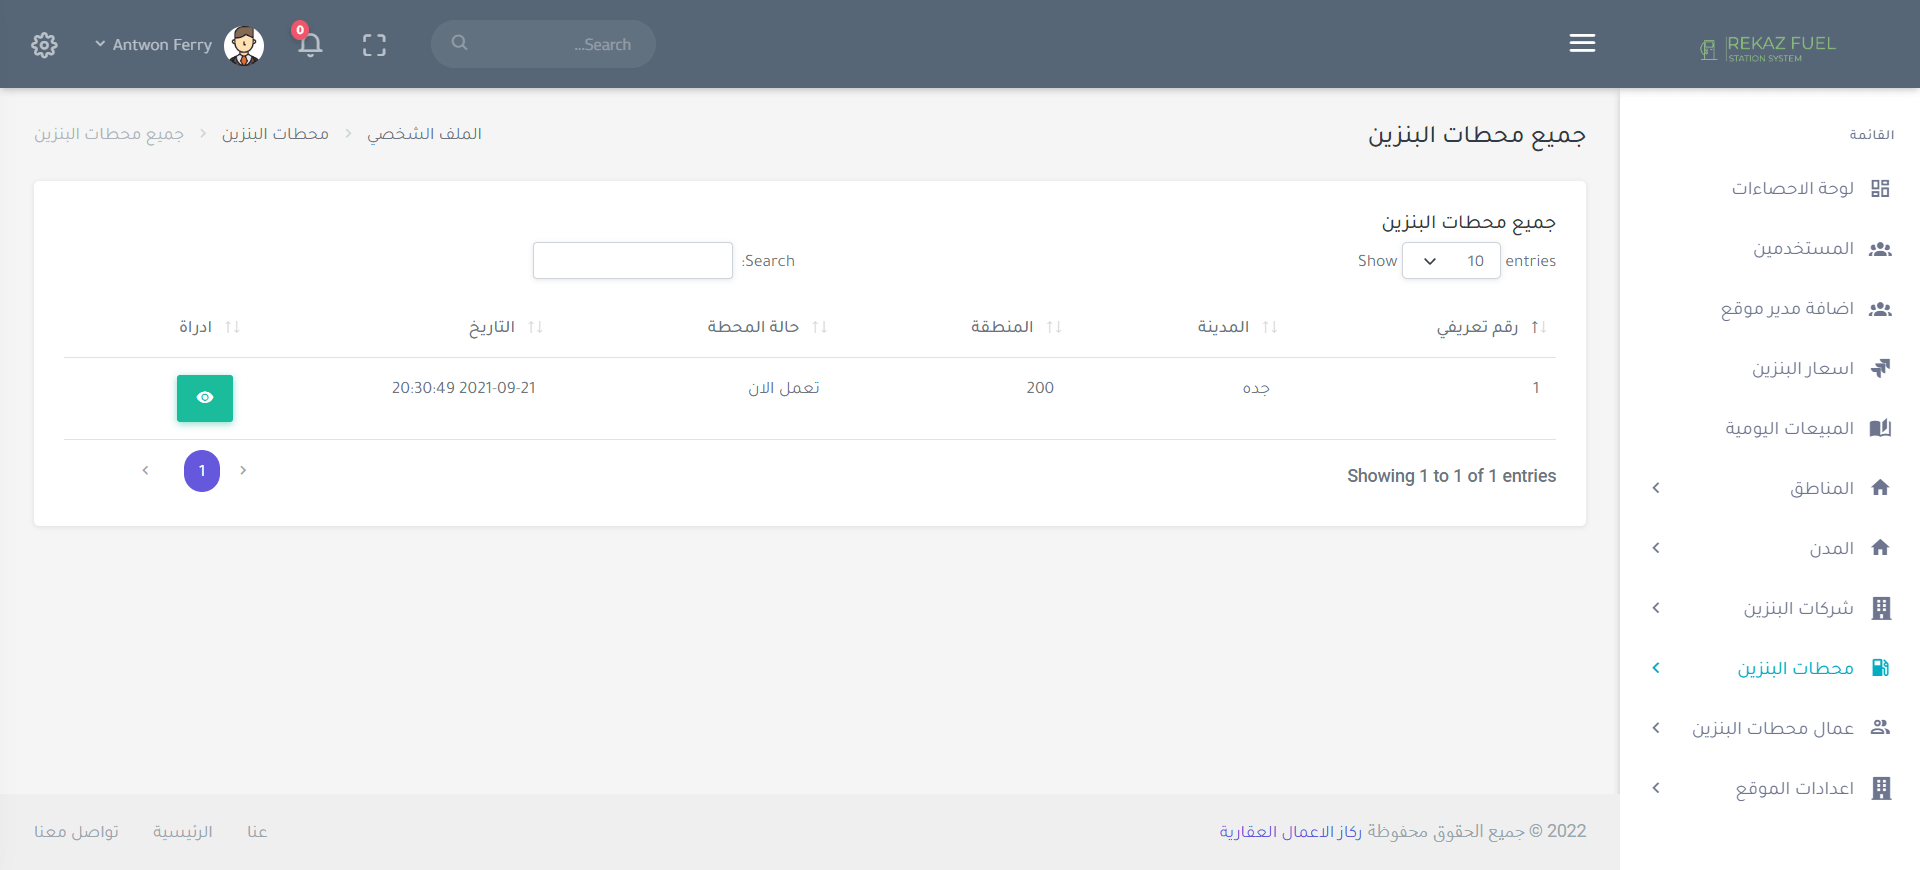 REKAZ FUEL
STATION SYSTEM
Search...
0
Antwon Ferry
القائمة
لوحة الاحصاءات
المستخدمين
اضافة مدير موقع
اسعار البنزين
المبيعات اليومية
المناطق
المدن
شركات البنزين
محطات البنزين
عمال محطات البنزين
اعدادات الموقع
جميع محطات البنزين
الملف الشخصي
محطات البنزين
جميع محطات البنزين
جميع محطات البنزين
Show 10 entries
Search:
رقم تعريفي المدينة المنطقة حالة المحطة التاريخ ادراة
1 جده 200 تعمل الان 2021-09-21 20:30:49
Showing 1 to 1 of 1 entries
1
2022 © جميع الحقوق محفوظة ركاز الاعمال العقارية
عنا الرئيسية تواصل معنا